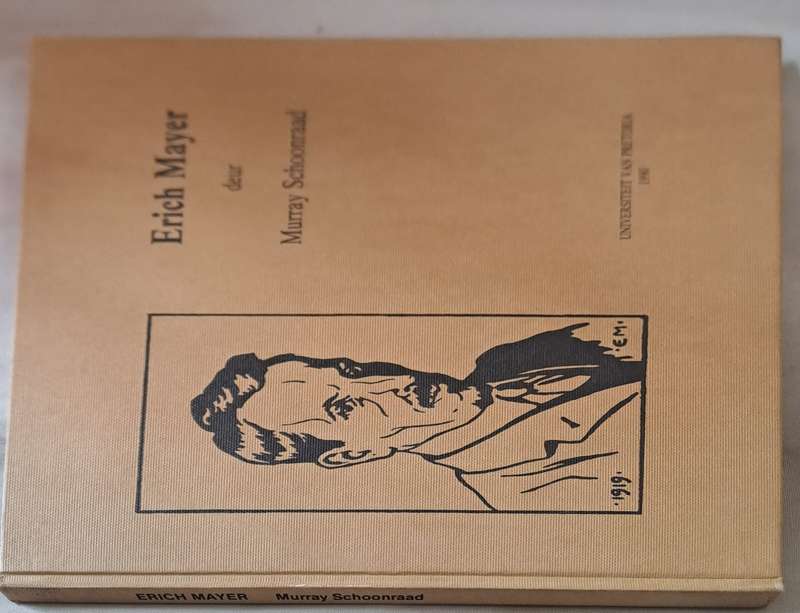 Erich Mayer
deur
Murray Schoonraad
UNIVERSITEIT VAN PRETORIA
·1919·
·EM·
ERICH MAYER Murray Schoonraad